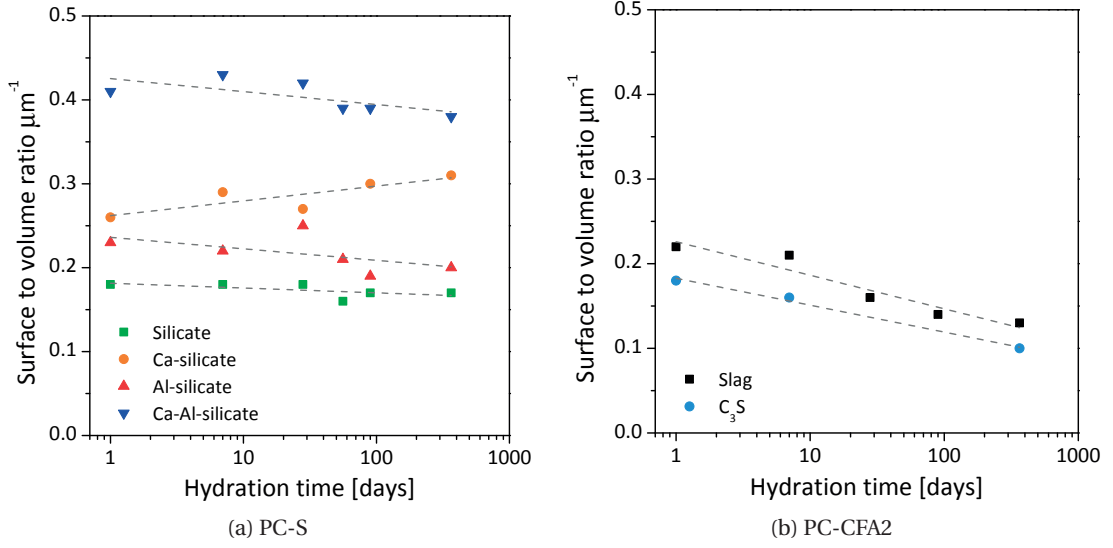 0.5
0.4
0.3
0.2
0.1
0.0
Surface to volume ratio μm⁻¹
Silicate
Ca-silicate
Al-silicate
Ca-Al-silicate
1 10 100 1000
Hydration time [days]
(a) PC-S
0.5
0.4
0.3
0.2
0.1
0.0
Surface to volume ratio μm⁻¹
Slag
C₃S
1 10 100 1000
Hydration time [days]
(b) PC-CFA2